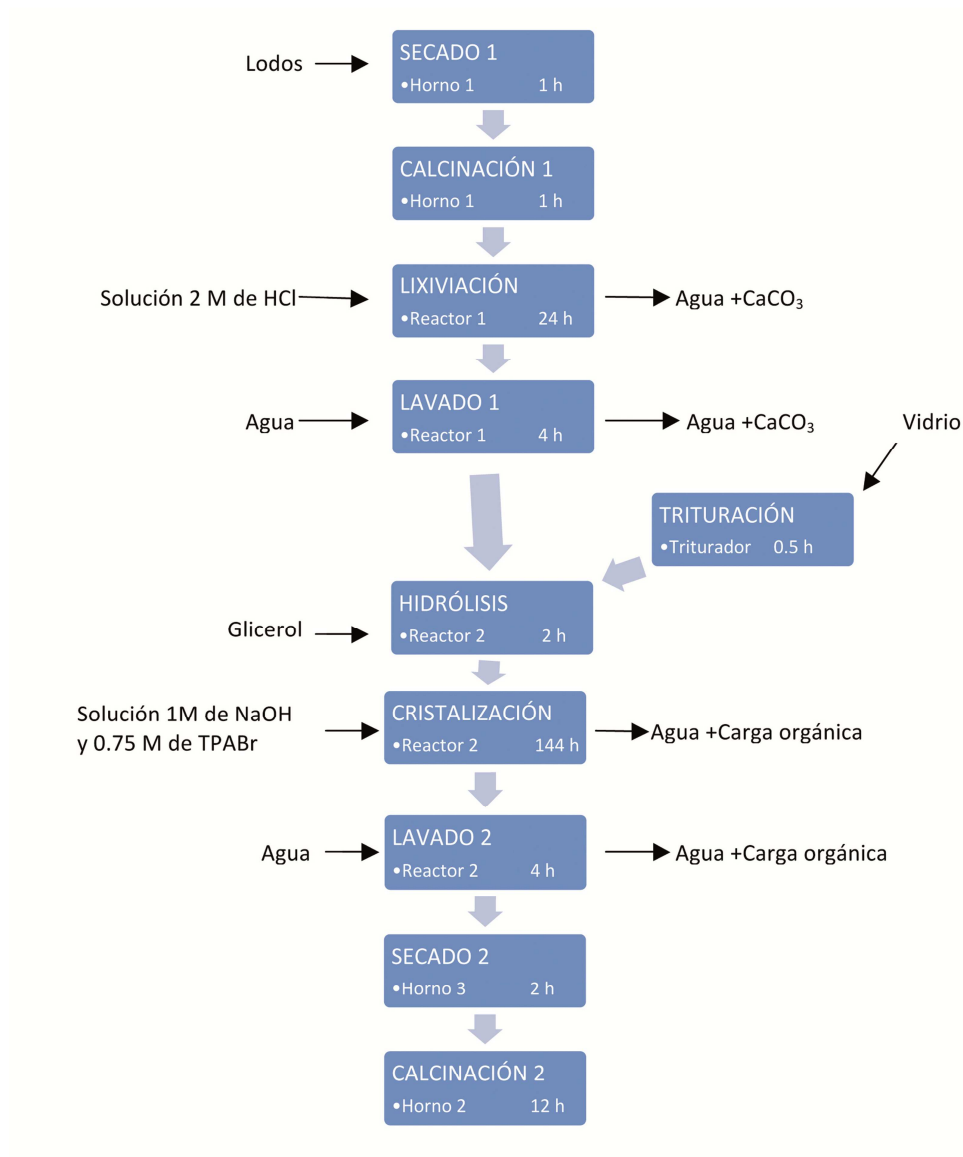 Lodos
SECADO 1
•Horno 1 1 h
CALCINACIÓN 1
•Horno 1 1 h
Solución 2 M de HCl
LIXIVIACIÓN
•Reactor 1 24 h
Agua +CaCO₃
Agua
LAVADO 1
•Reactor 1 4 h
Agua +CaCO₃
Vidrio
TRITURACIÓN
•Triturador 0.5 h
Glicerol
HIDRÓLISIS
•Reactor 2 2 h
Solución 1M de NaOH
y 0.75 M de TPABr
CRISTALIZACIÓN
•Reactor 2 144 h
Agua +Carga orgánica
Agua
LAVADO 2
•Reactor 2 4 h
Agua +Carga orgánica
SECADO 2
•Horno 3 2 h
CALCINACIÓN 2
•Horno 2 12 h